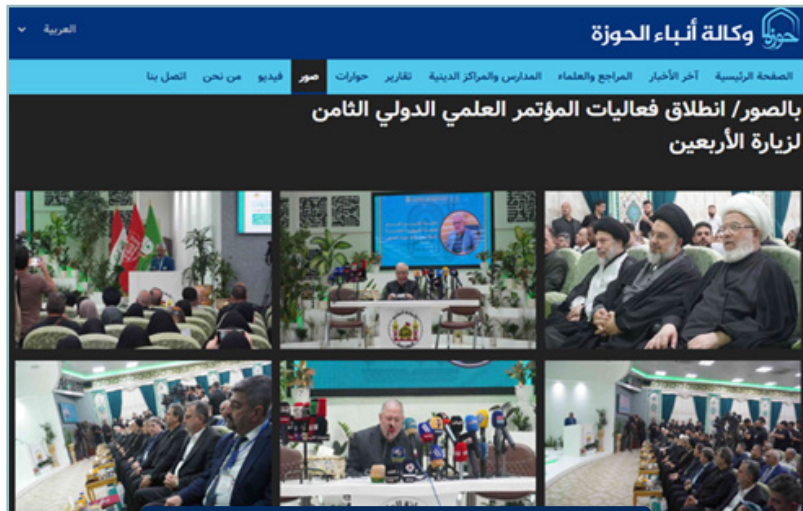 وكالة أنباء الحوزة
العربية
الصفحة الرئيسية آخر الأخبار المراجع والعلماء المدارس والمراكز الدينية تقارير حوارات صور فيديو من نحن اتصل بنا
بالصور/ انطلاق فعاليات المؤتمر العلمي الدولي الثامن
لزيارة الأربعين